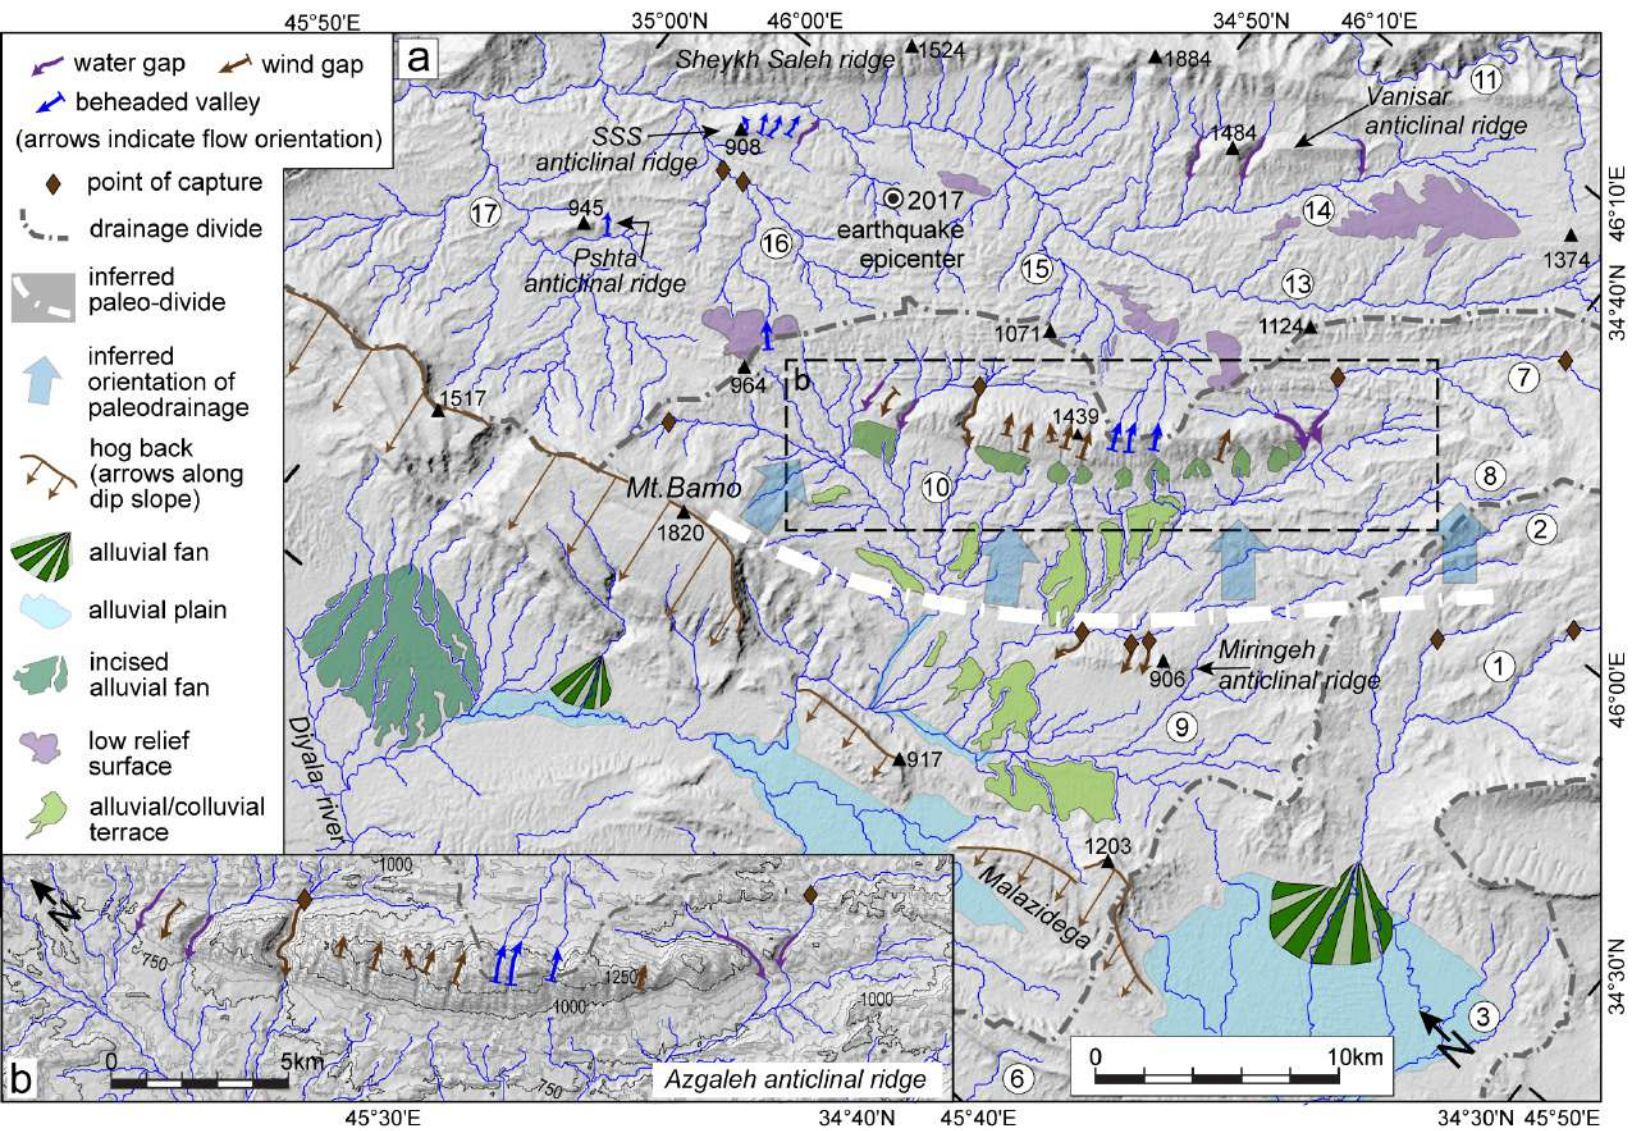 45°50'E
35°00'N
46°00'E
34°50'N
46°10'E
water gap
wind gap
beheaded valley
(arrows indicate flow orientation)
point of capture
drainage divide
inferred
paleo-divide
inferred
orientation of
paleodrainage
hog back
(arrows along
dip slope)
alluvial fan
alluvial plain
incised
alluvial fan
low relief
surface
alluvial/colluvial
terrace
a
Sheykh Saleh ridge
1524
1884
11
Vanisar
anticlinal ridge
SSS
anticlinal ridge
908
1484
46°10'E
17
945
2017
earthquake
epicenter
14
16
Pshta
anticlinal ridge
15
13
1374
34°40'N
1071
1124
964
b
7
1517
1439
Mt.Bamo
10
8
1820
2
Miringeh
anticlinal ridge
906
1
46°00'E
9
Diyala river
917
1203
Malazidega
34°30'N
3
N
6
0
10km
N
1000
750
1250
1000
1000
750
0
5km
b
Azgaleh anticlinal ridge
45°30'E
34°40'N
45°40'E
34°30'N
45°50'E